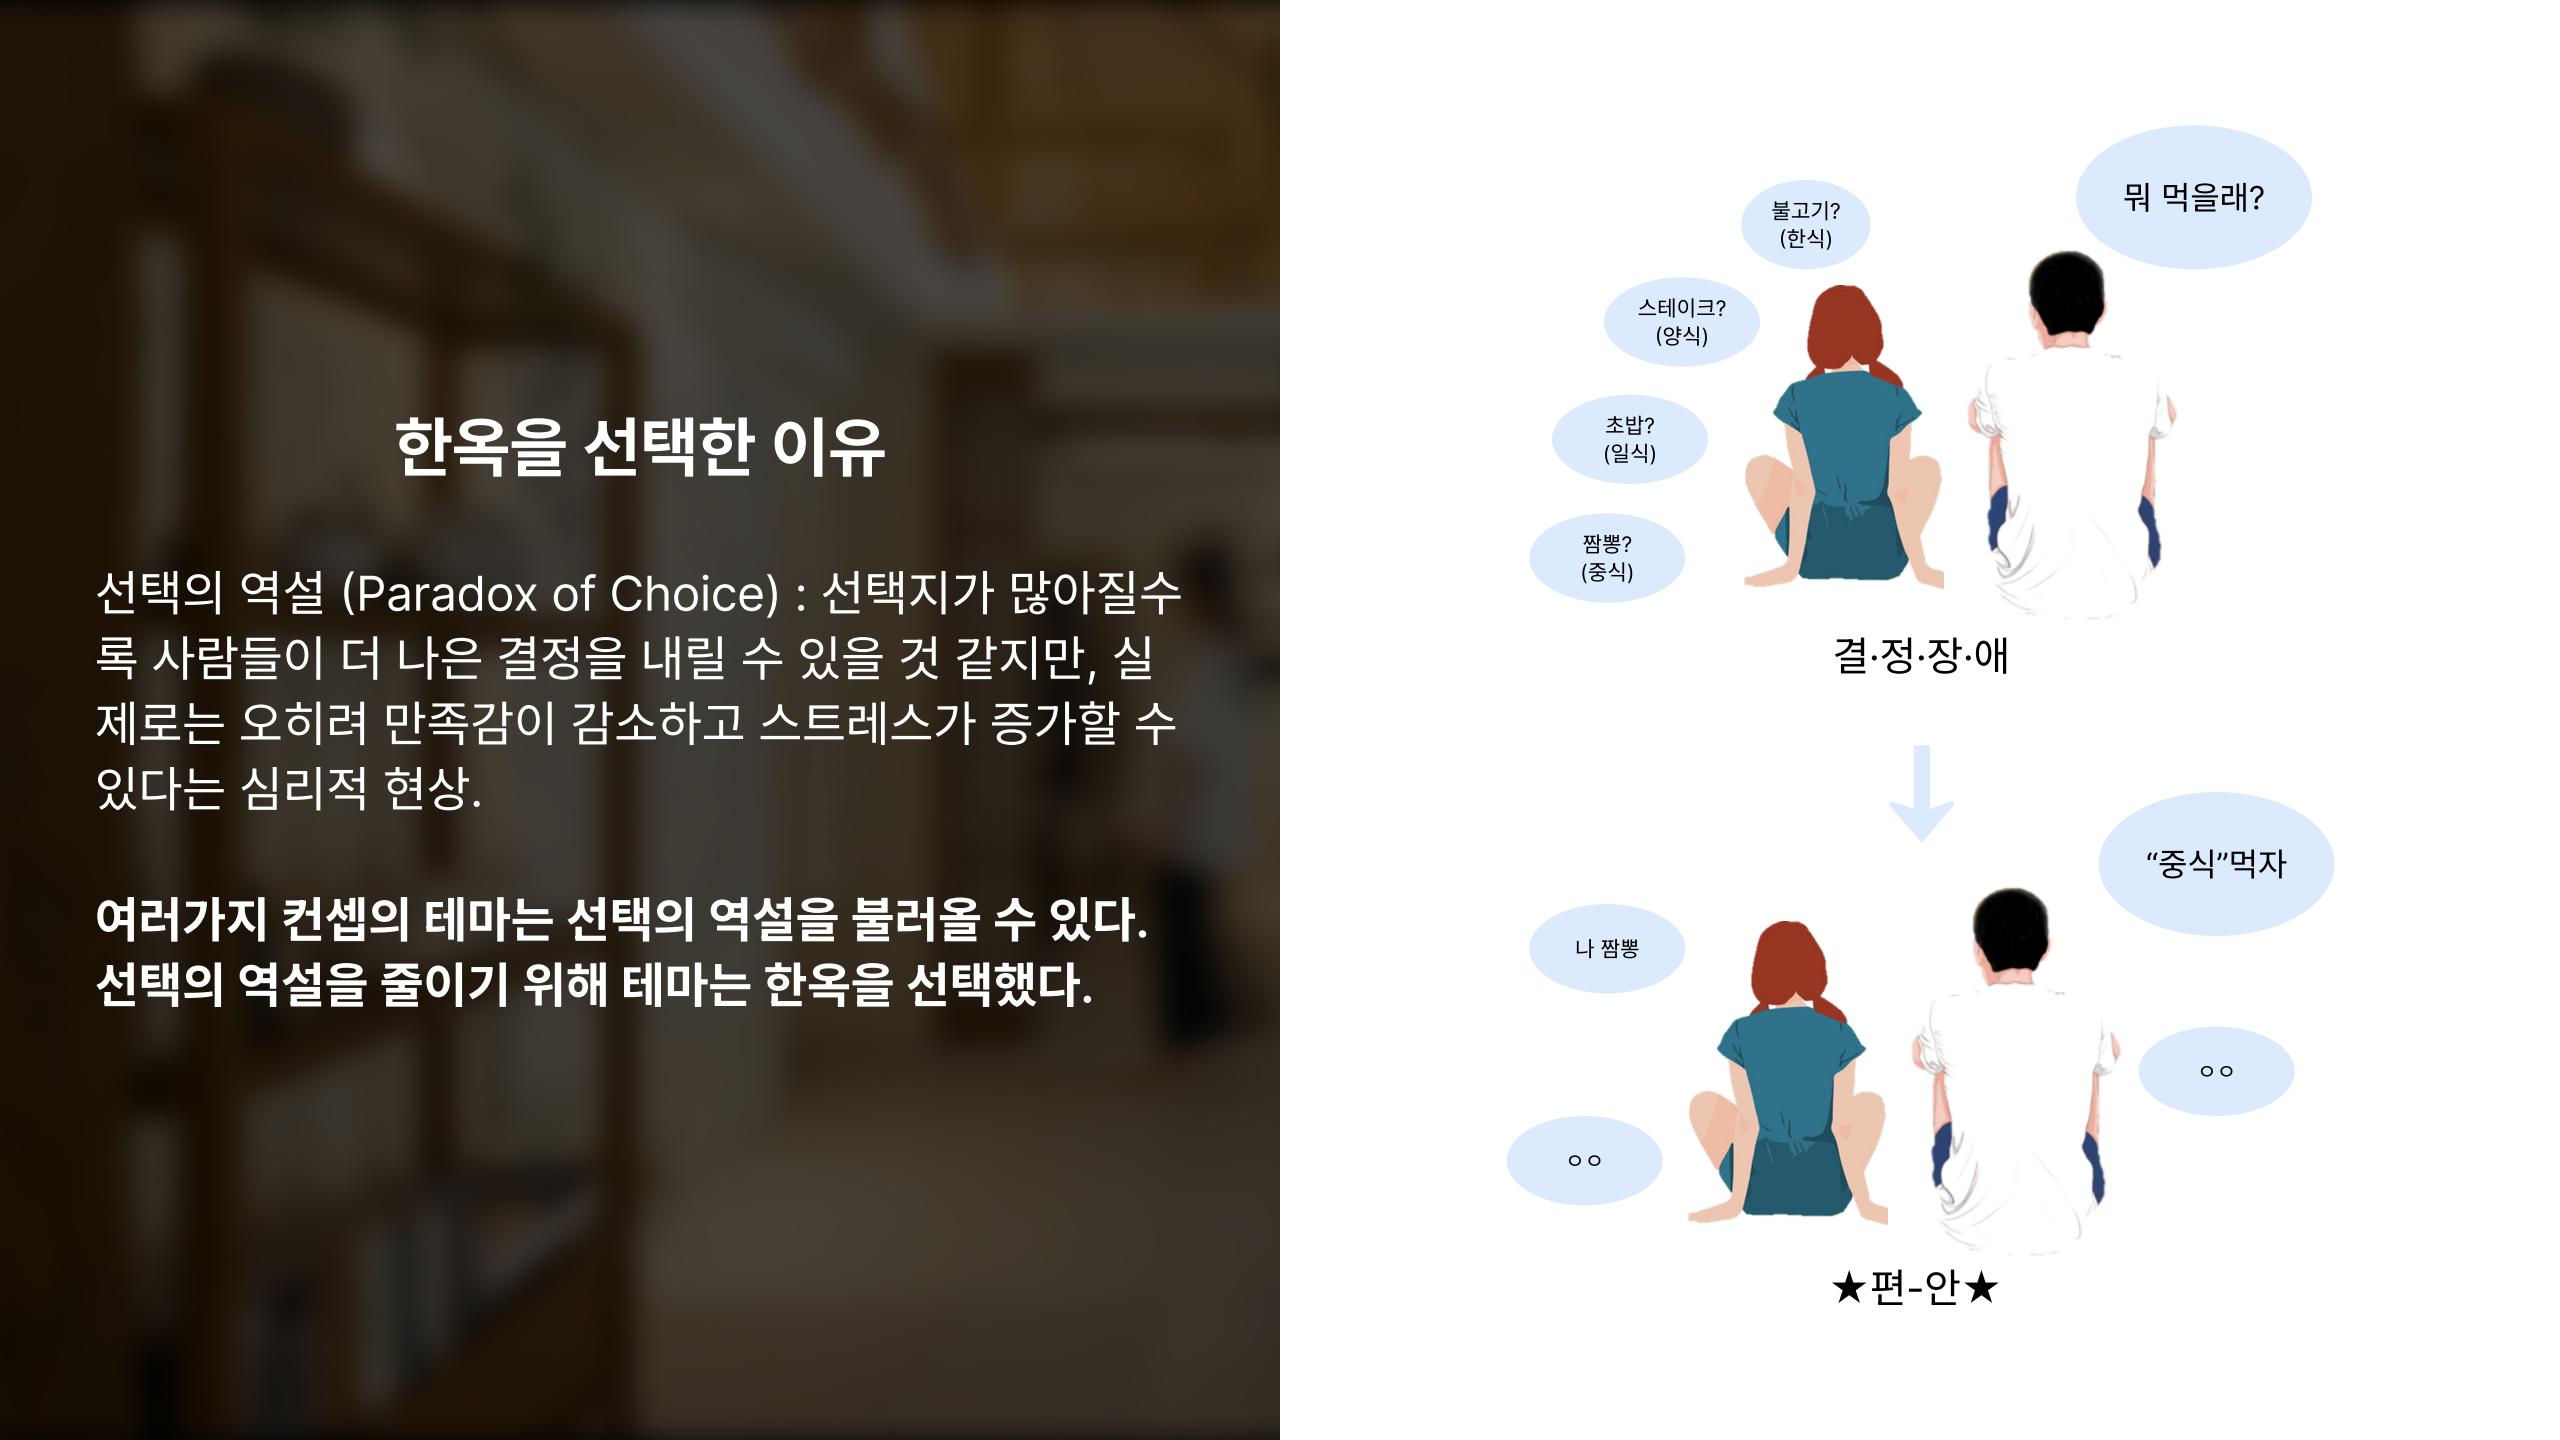 한옥을 선택한 이유
선택의 역설 (Paradox of Choice) : 선택지가 많아질수
록 사람들이 더 나은 결정을 내릴 수 있을 것 같지만, 실
제로는 오히려 만족감이 감소하고 스트레스가 증가할 수
있다는 심리적 현상.
여러가지 컨셉의 테마는 선택의 역설을 불러올 수 있다.
선택의 역설을 줄이기 위해 테마는 한옥을 선택했다.
뭐 먹을래?
불고기?
(한식)
스테이크?
(양식)
초밥?
(일식)
짬뽕?
(중식)
결·정·장·애
“중식”먹자
나 짬뽕
ㅇㅇ
ㅇㅇ
★편-안★